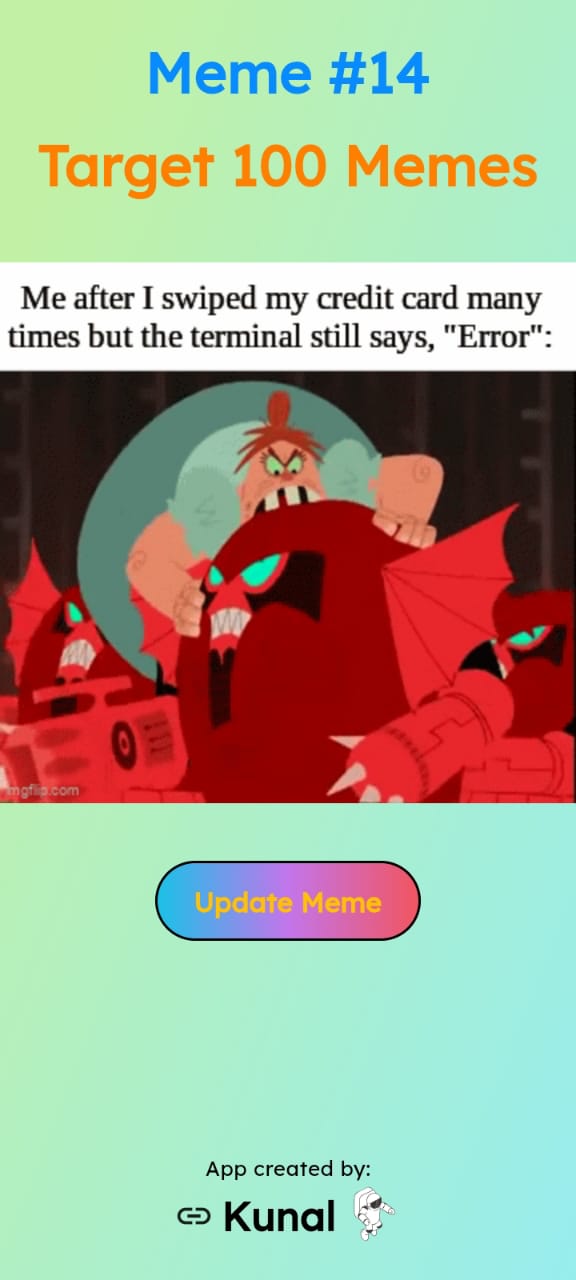 Meme #14
Target 100 Memes
Me after I swiped my credit card many
times but the terminal still says, "Error":
imgflip.com
Update Meme
App created by:
Kunal